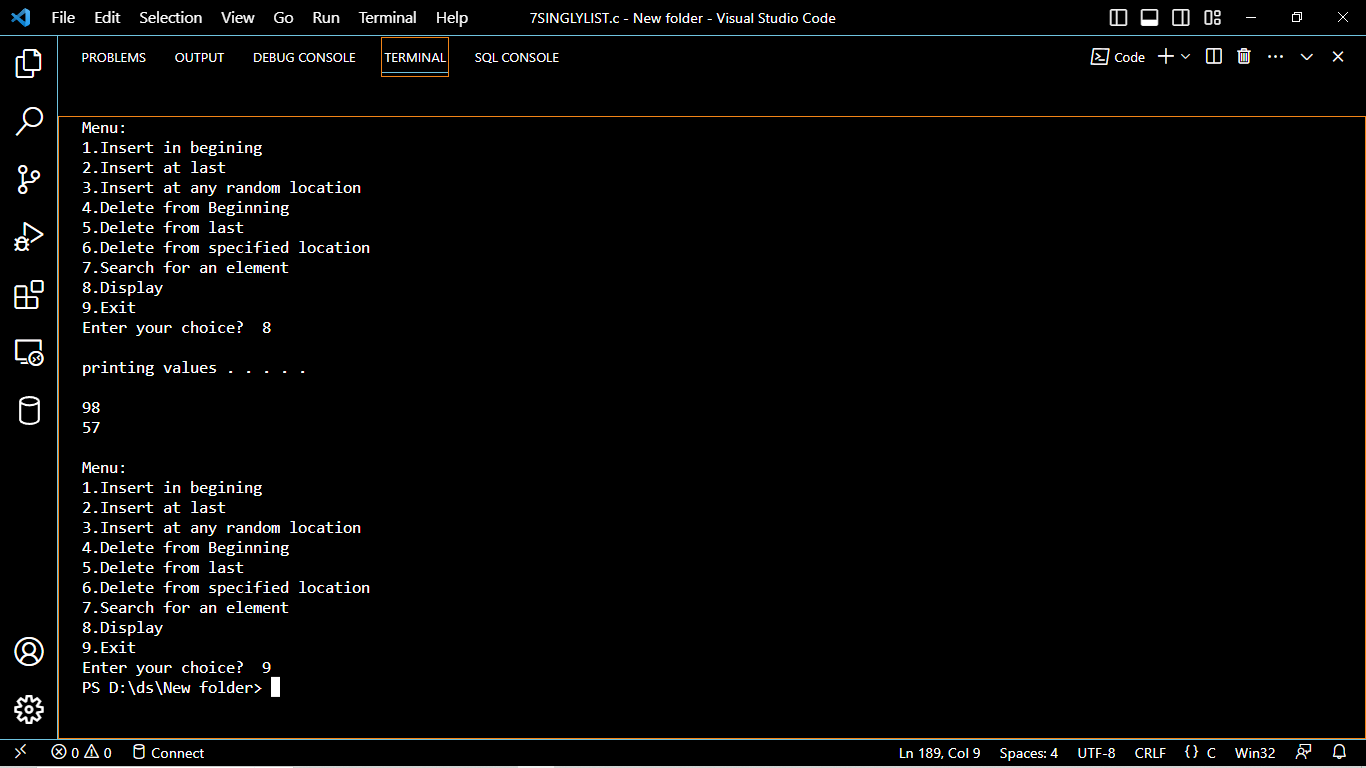 File Edit Selection View Go Run Terminal Help 7SINGLYLIST.c - New folder - Visual Studio Code
PROBLEMS OUTPUT DEBUG CONSOLE TERMINAL SQL CONSOLE Code
Menu:
1.Insert in begining
2.Insert at last
3.Insert at any random location
4.Delete from Beginning
5.Delete from last
6.Delete from specified location
7.Search for an element
8.Display
9.Exit
Enter your choice?  8
printing values . . . . .
98
57
Menu:
1.Insert in begining
2.Insert at last
3.Insert at any random location
4.Delete from Beginning
5.Delete from last
6.Delete from specified location
7.Search for an element
8.Display
9.Exit
Enter your choice?  9
PS D:\ds\New folder>
0 0 Connect Ln 189, Col 9 Spaces: 4 UTF-8 CRLF {} C Win32